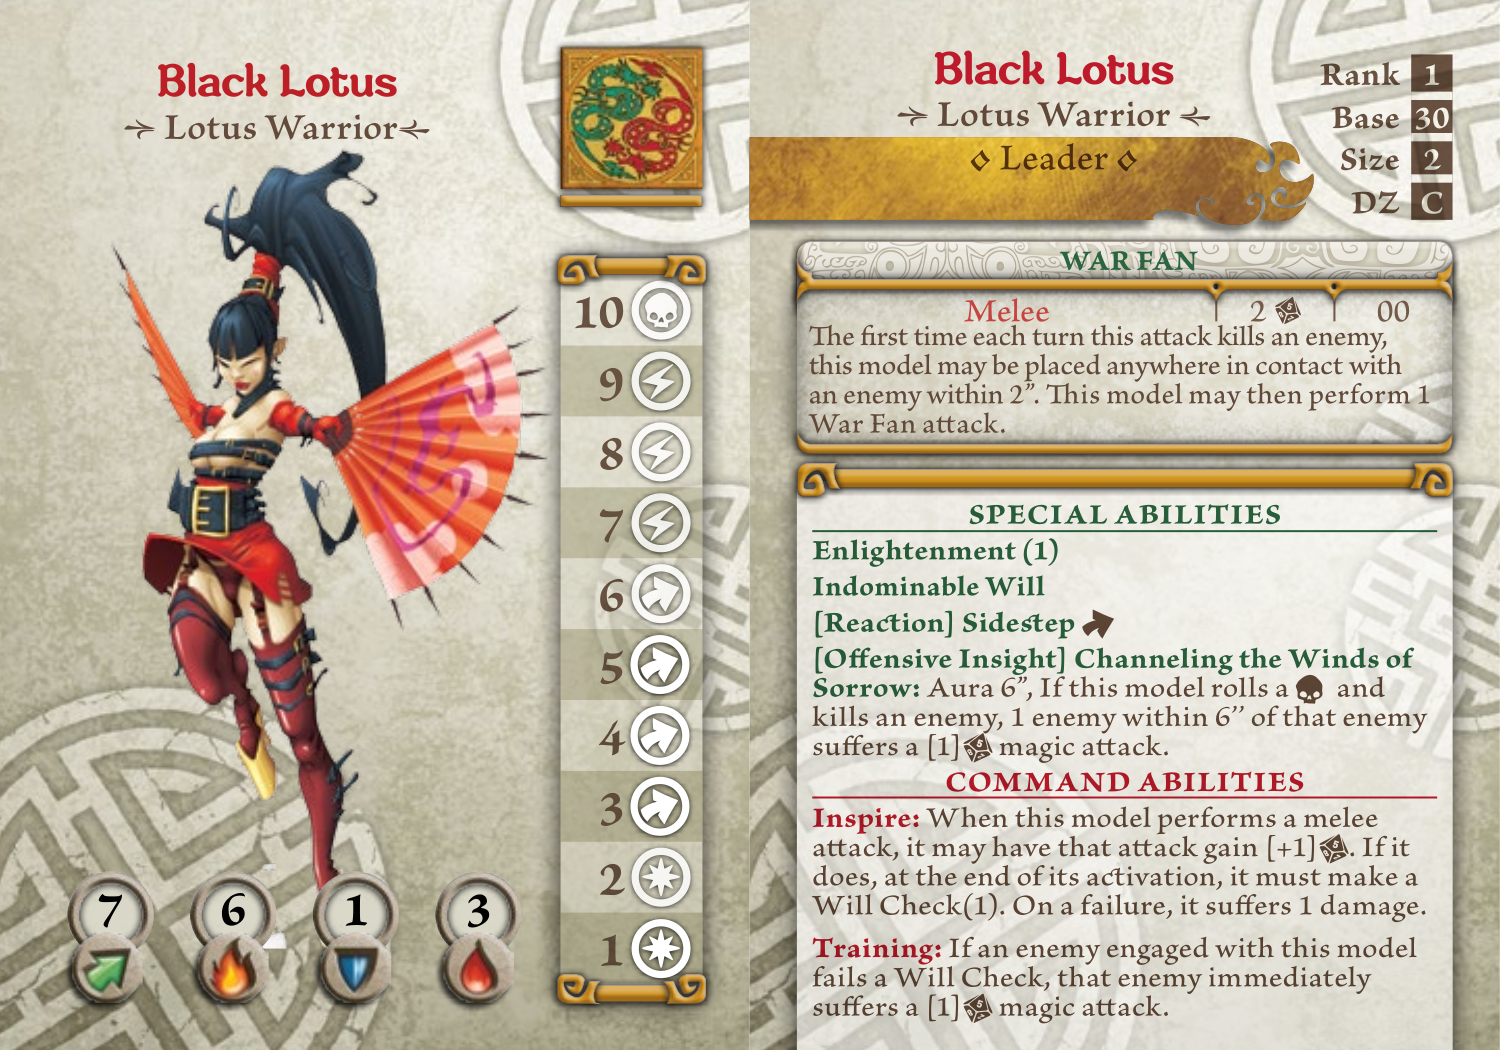 Black Lotus
Lotus Warrior
10
9
8
7
6
5
4
3
2
1
7 6 1 3
Black Lotus
Lotus Warrior
Leader
Rank 1
Base 30
Size 2
DZ C
WAR FAN
Melee 2 00
The first time each turn this attack kills an enemy,
this model may be placed anywhere in contact with
an enemy within 2”. This model may then perform 1
War Fan attack.
SPECIAL ABILITIES
Enlightenment (1)
Indominable Will
[Reaction] Sidestep
[Offensive Insight] Channeling the Winds of
Sorrow: Aura 6”, If this model rolls a and
kills an enemy, 1 enemy within 6’’ of that enemy
suffers a [1] magic attack.
COMMAND ABILITIES
Inspire: When this model performs a melee
attack, it may have that attack gain [+1]. If it
does, at the end of its activation, it must make a
Will Check(1). On a failure, it suffers 1 damage.
Training: If an enemy engaged with this model
fails a Will Check, that enemy immediately
suffers a [1] magic attack.